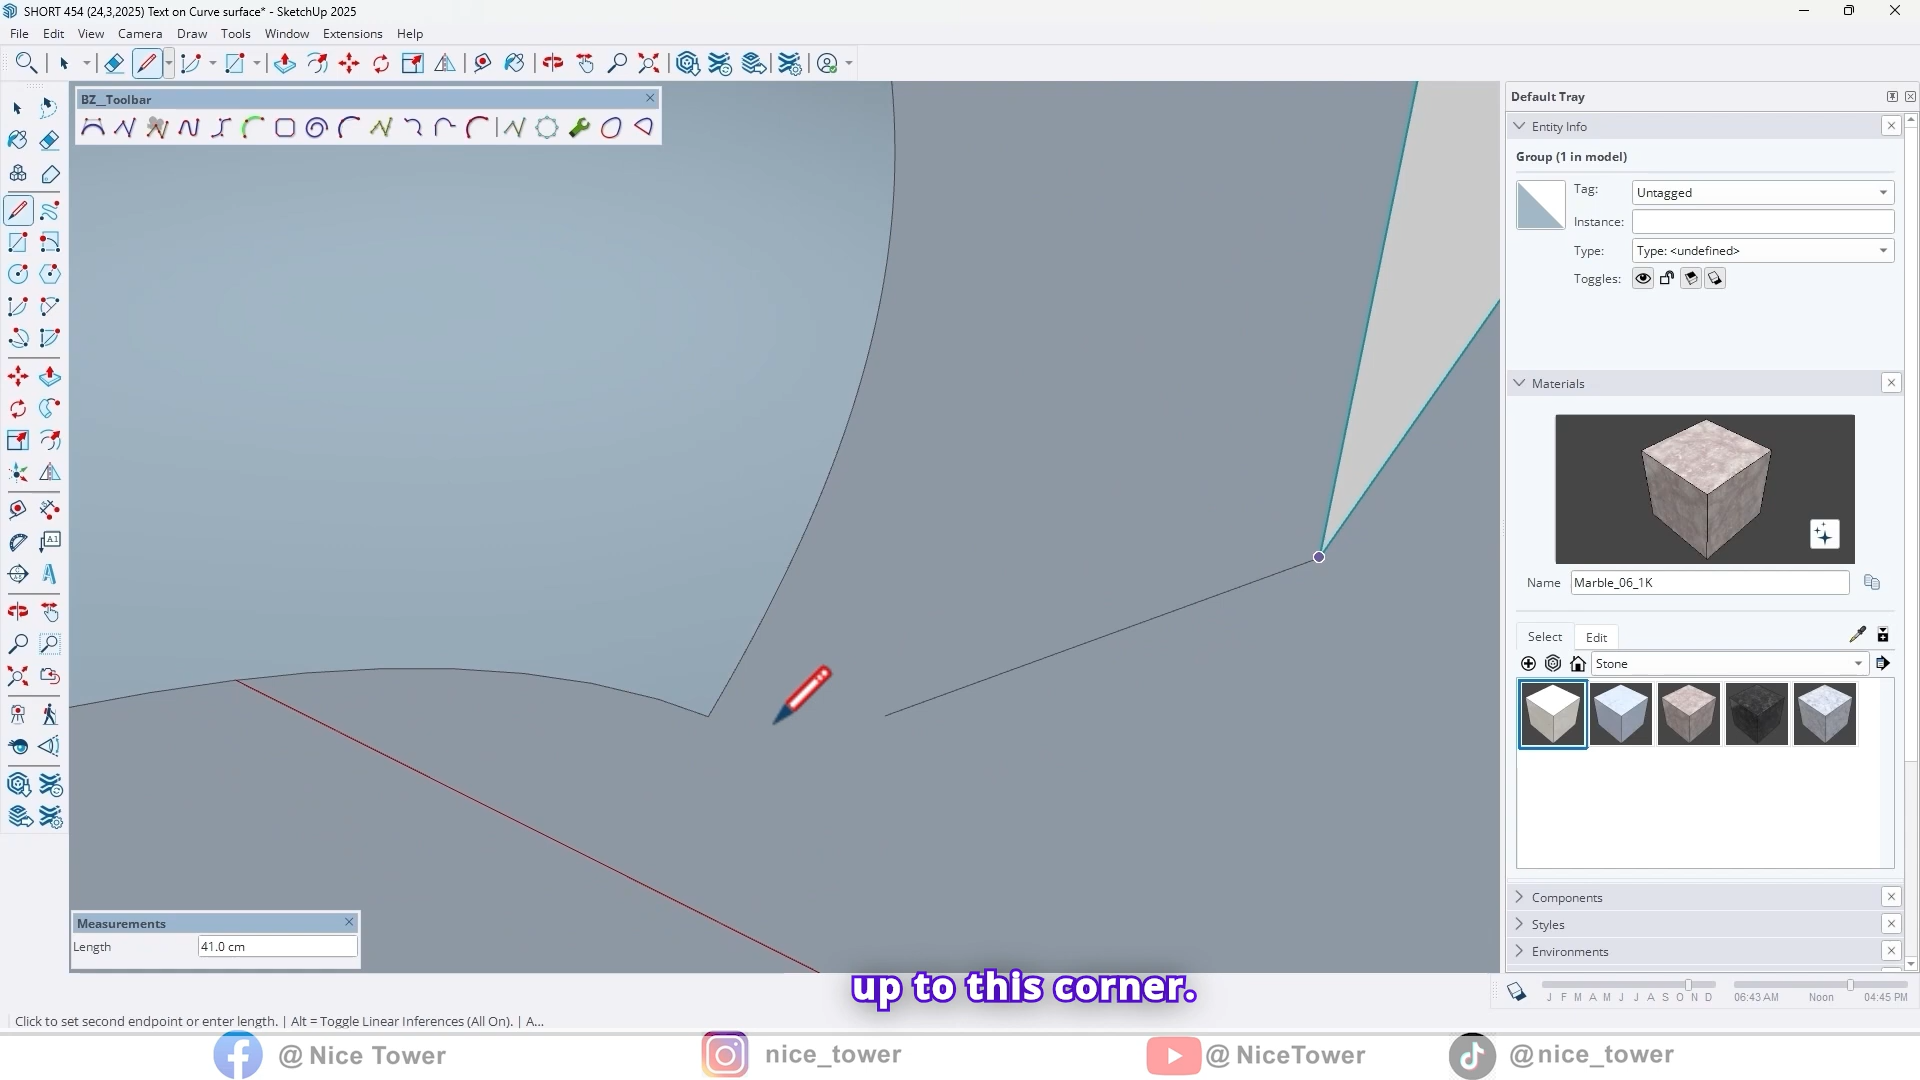 SHORT 454 (24,3,2025) Text on Curve surface* - SketchUp 2025
File Edit View Camera Draw Tools Window Extensions Help
BZ__Toolbar
Default Tray
Entity Info
Group (1 in model)
Tag: Untagged
Instance:
Type: Type: <undefined>
Toggles:
Materials
Name Marble_06_1K
Select Edit
Stone
Components
Styles
Environments
Measurements
Length 41.0 cm
up to this corner.
J F M A M J J A S O N D 06:43 AM Noon 04:45 PM
Click to set second endpoint or enter length. | Alt = Toggle Linear Inferences (All On). | A...
@ Nice Tower nice_tower @ NiceTower @nice_tower